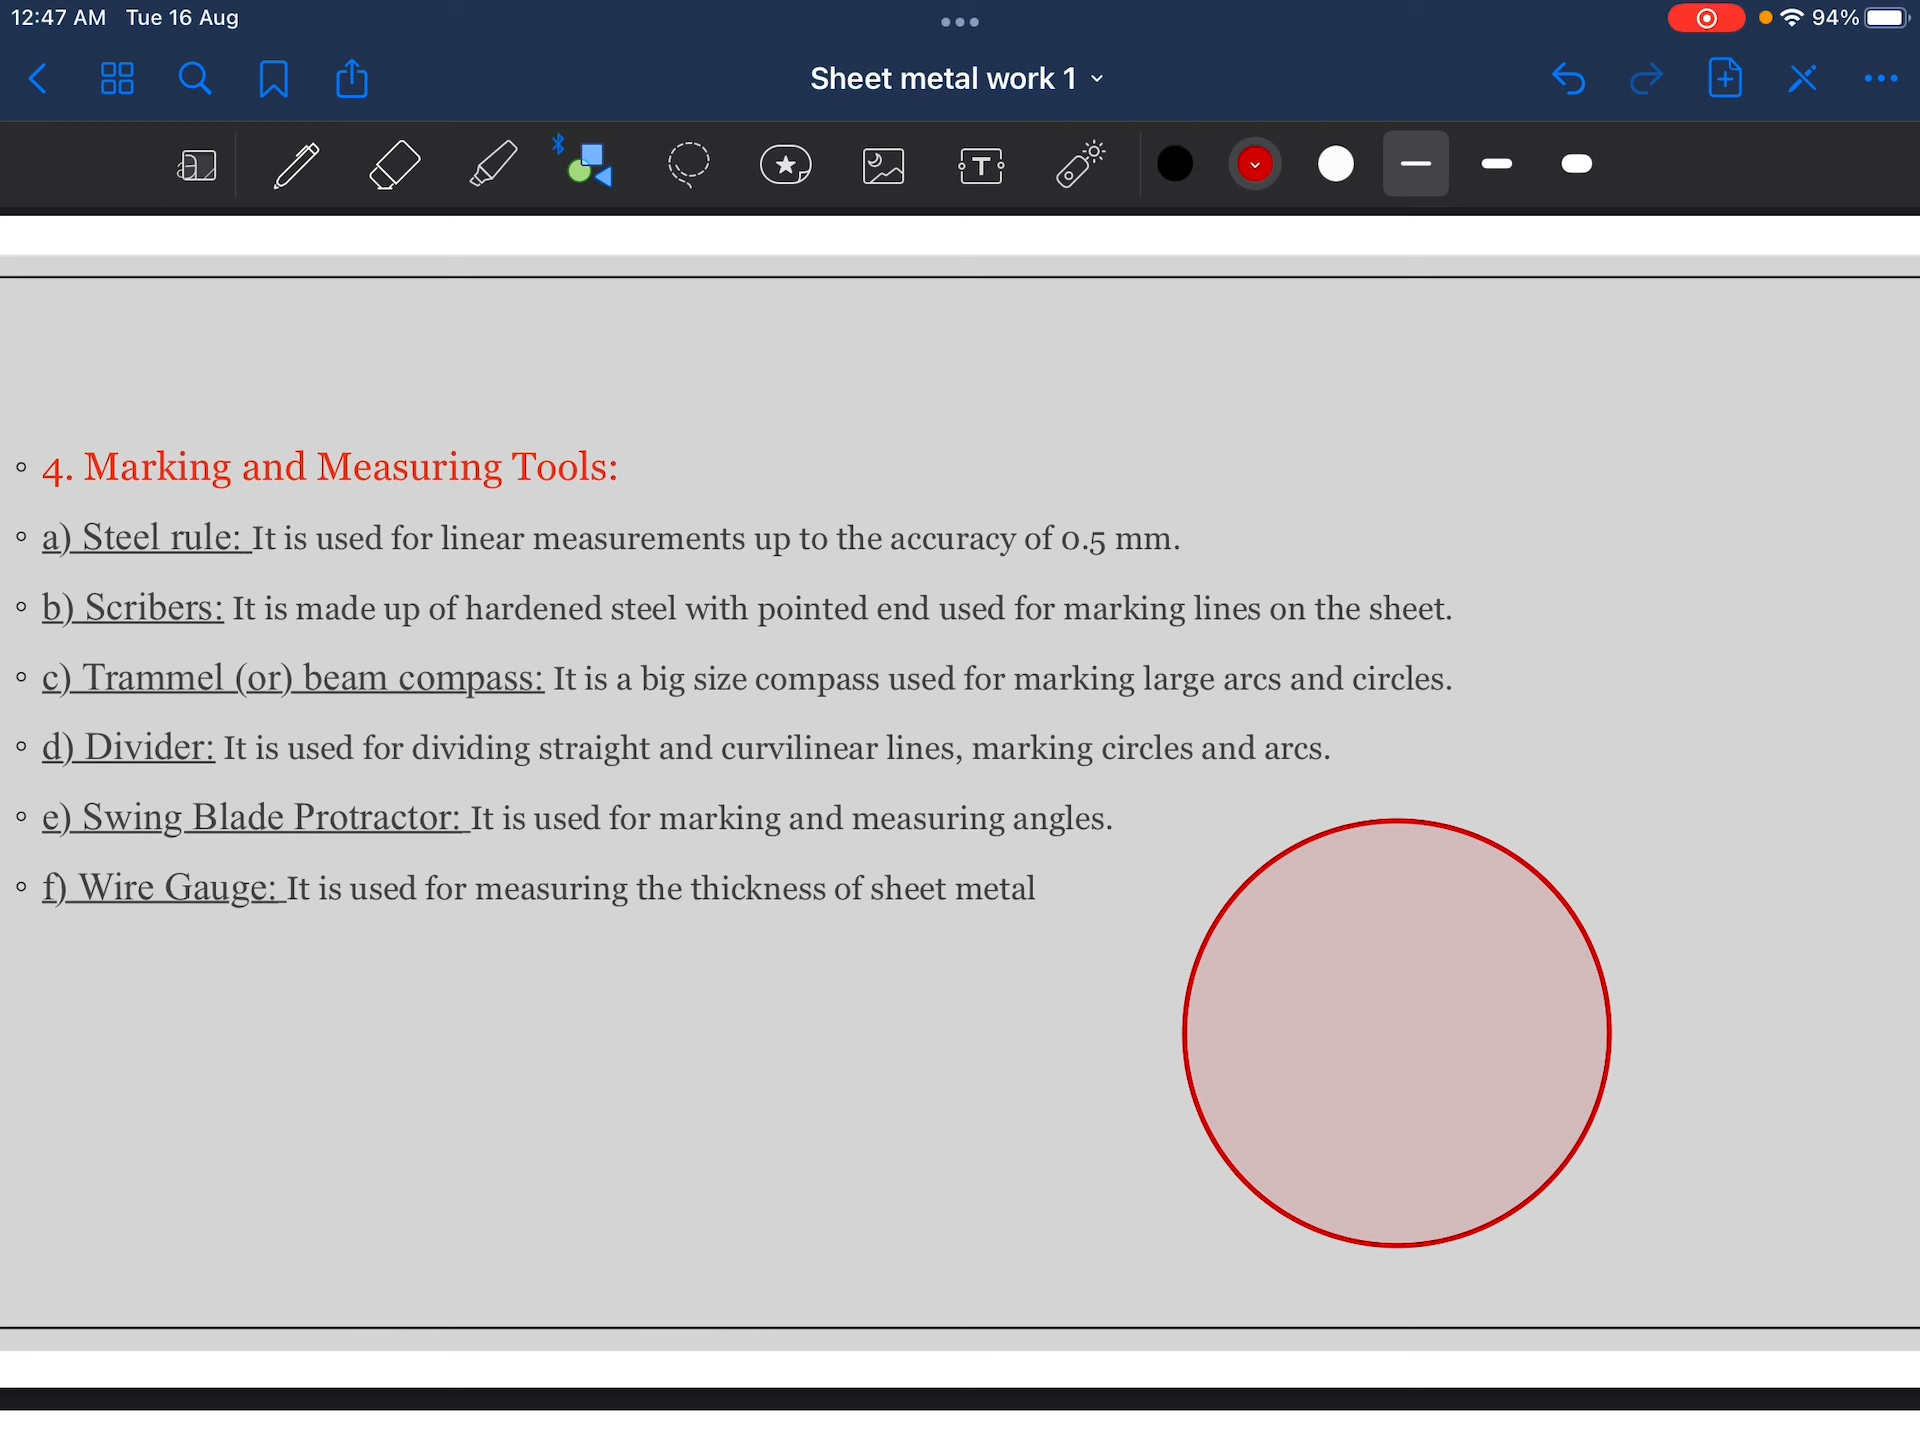 12:47 AM Tue 16 Aug
94%
Sheet metal work 1
4. Marking and Measuring Tools:
a) Steel rule: It is used for linear measurements up to the accuracy of 0.5 mm.
b) Scribers: It is made up of hardened steel with pointed end used for marking lines on the sheet.
c) Trammel (or) beam compass: It is a big size compass used for marking large arcs and circles.
d) Divider: It is used for dividing straight and curvilinear lines, marking circles and arcs.
e) Swing Blade Protractor: It is used for marking and measuring angles.
f) Wire Gauge: It is used for measuring the thickness of sheet metal